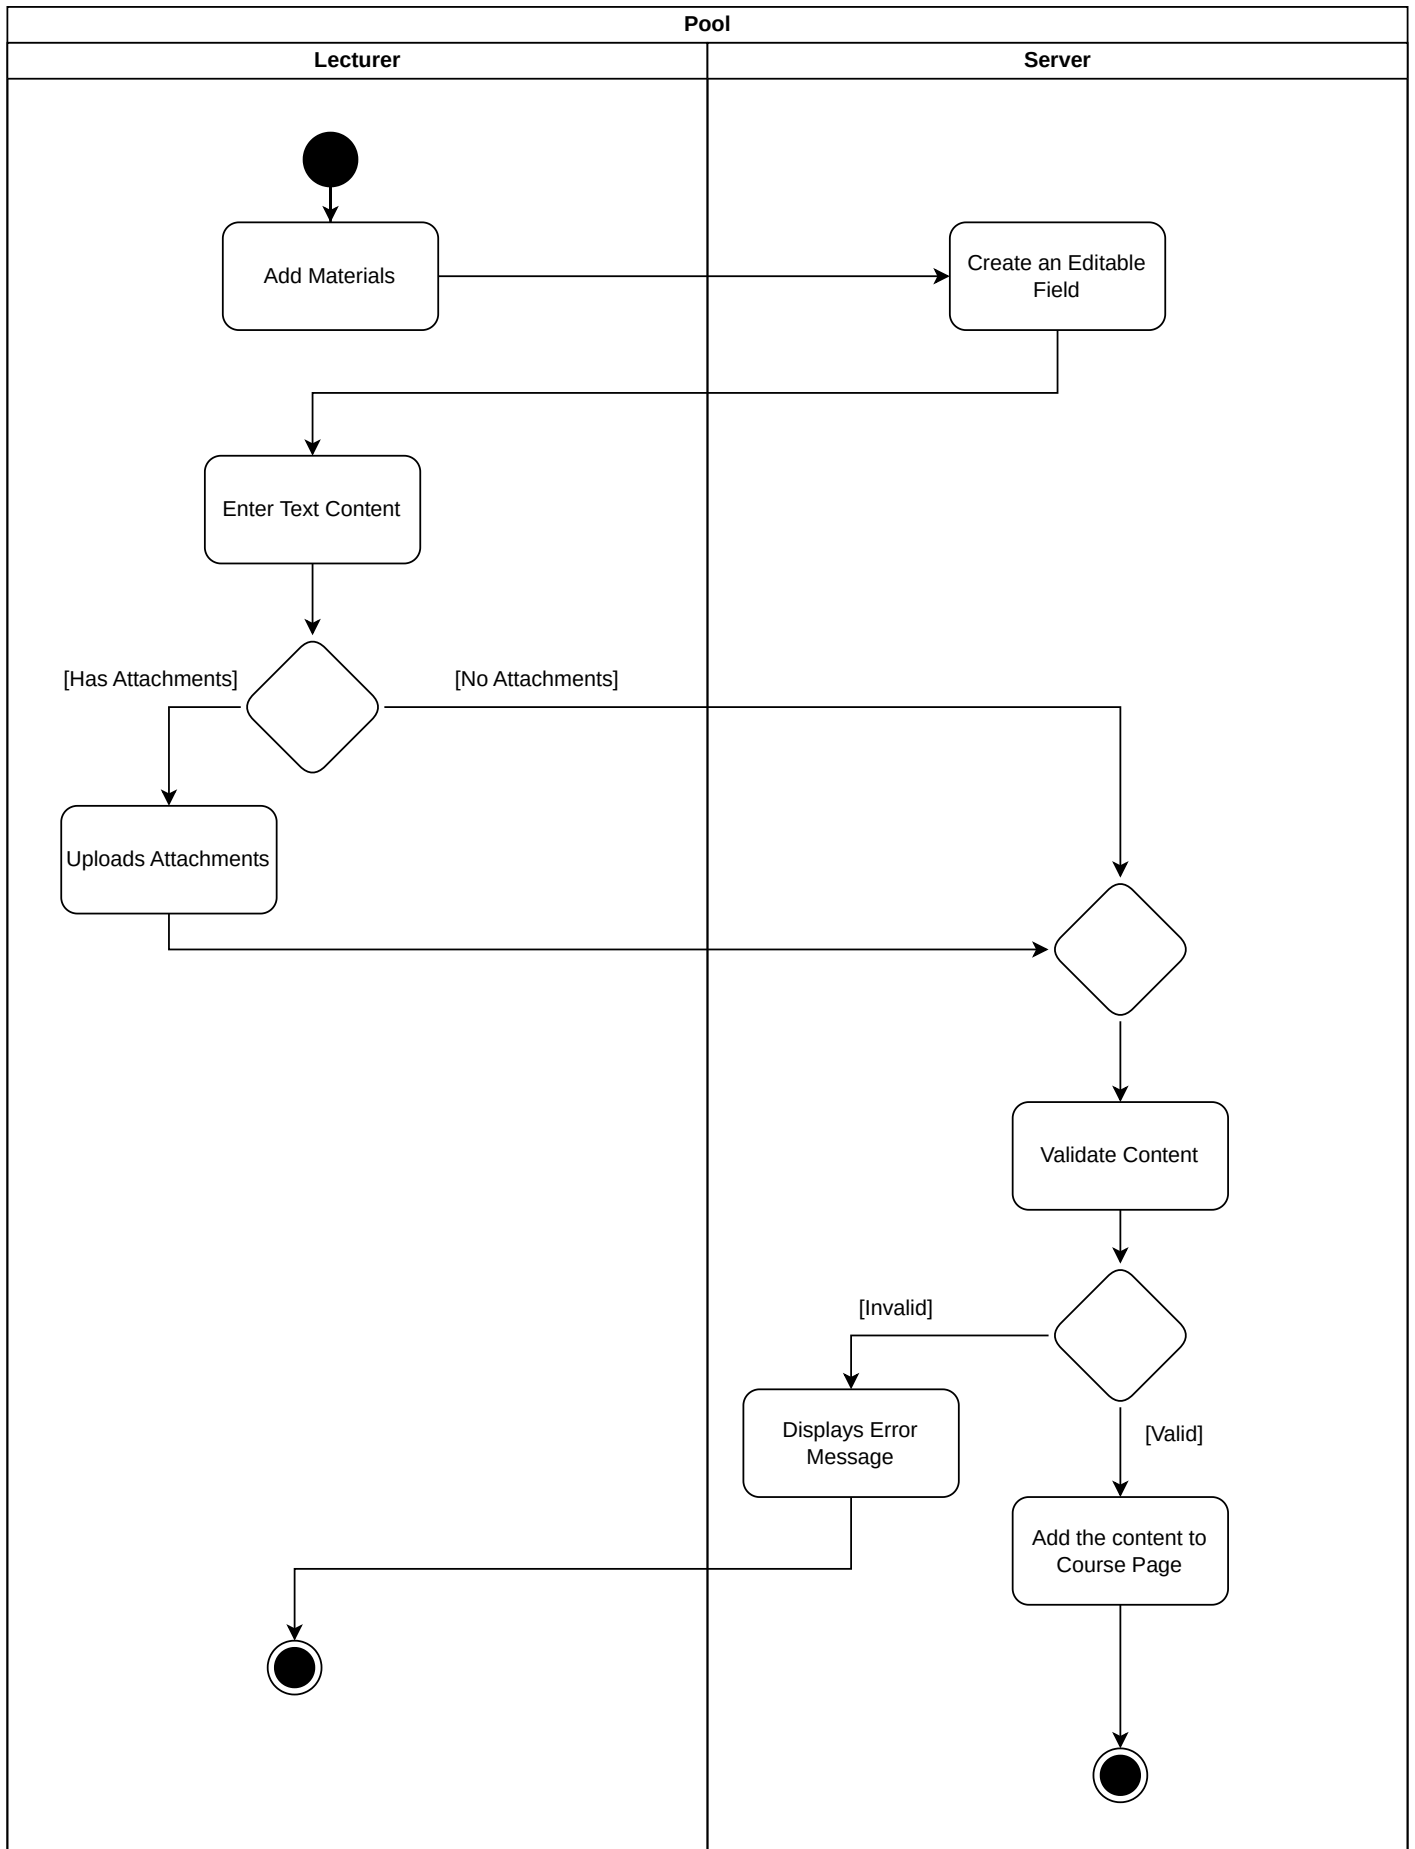 Pool
Lecturer
Server
Add Materials
Create an Editable
Field
Enter Text Content
[Has Attachments]
[No Attachments]
Uploads Attachments
Validate Content
[Invalid]
Displays Error
Message
[Valid]
Add the content to
Course Page